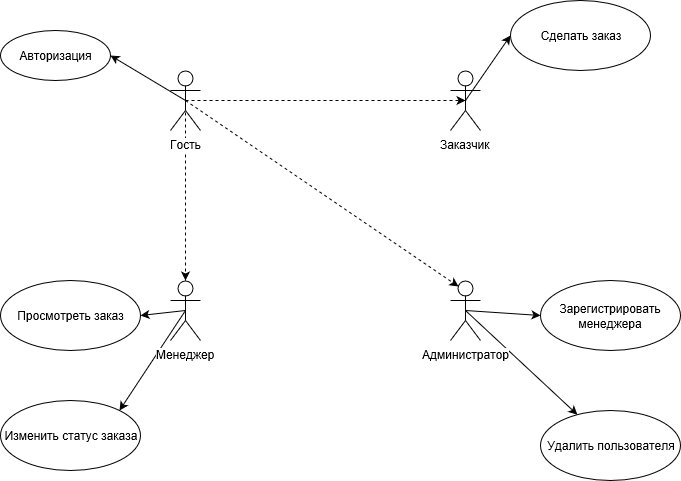 Сделать заказ
Авторизация
Гость
Заказчик
Просмотреть заказ
Зарегистрировать
менеджера
Менеджер
Администратор
Изменить статус заказа
Удалить пользователя